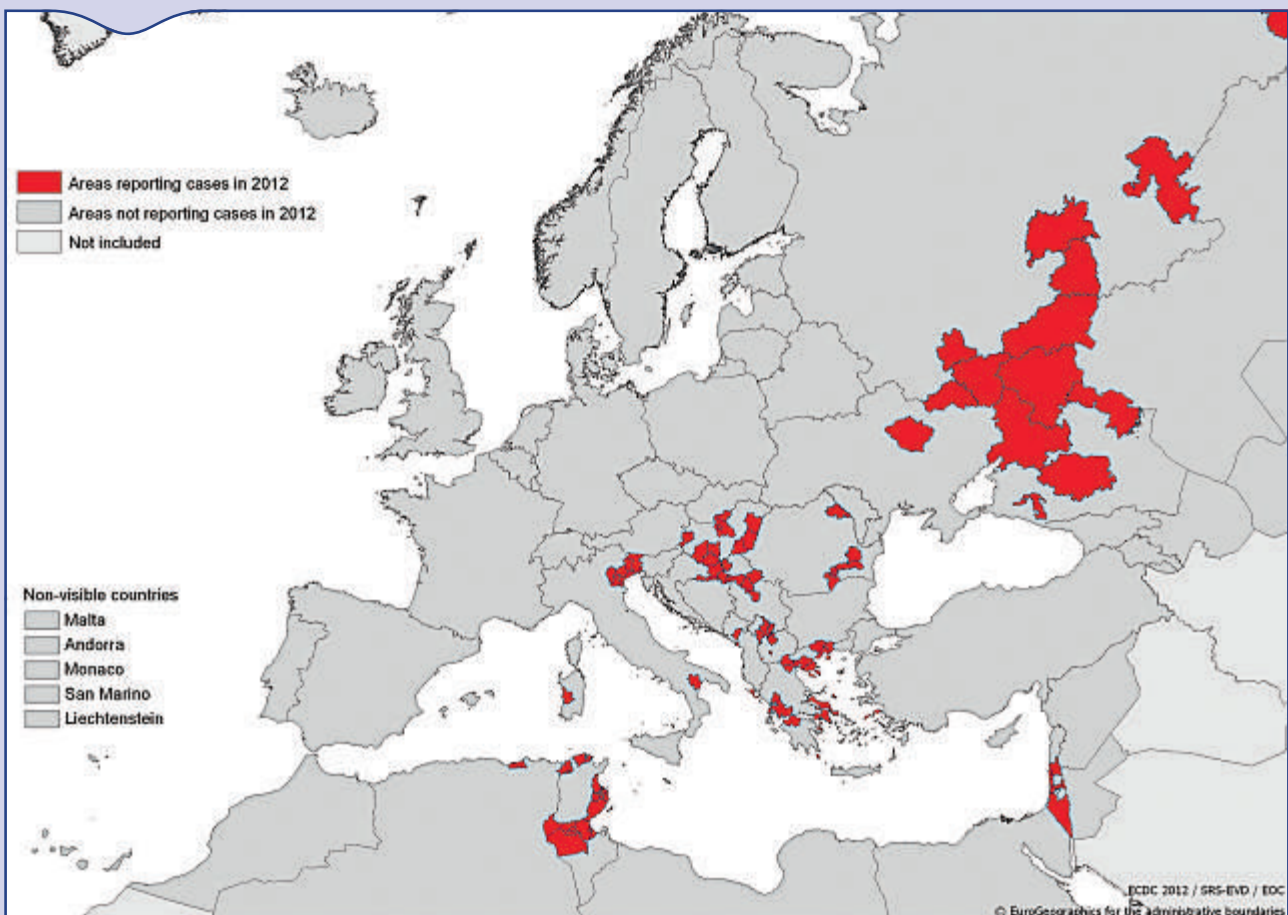 Areas reporting cases in 2012
Areas not reporting cases in 2012
Not included
Non-visible countries
Malta
Andorra
Monaco
San Marino
Liechtenstein
ECDC 2012 / SRS-EVD / EOC
© EuroGeographics for the administrative boundaries